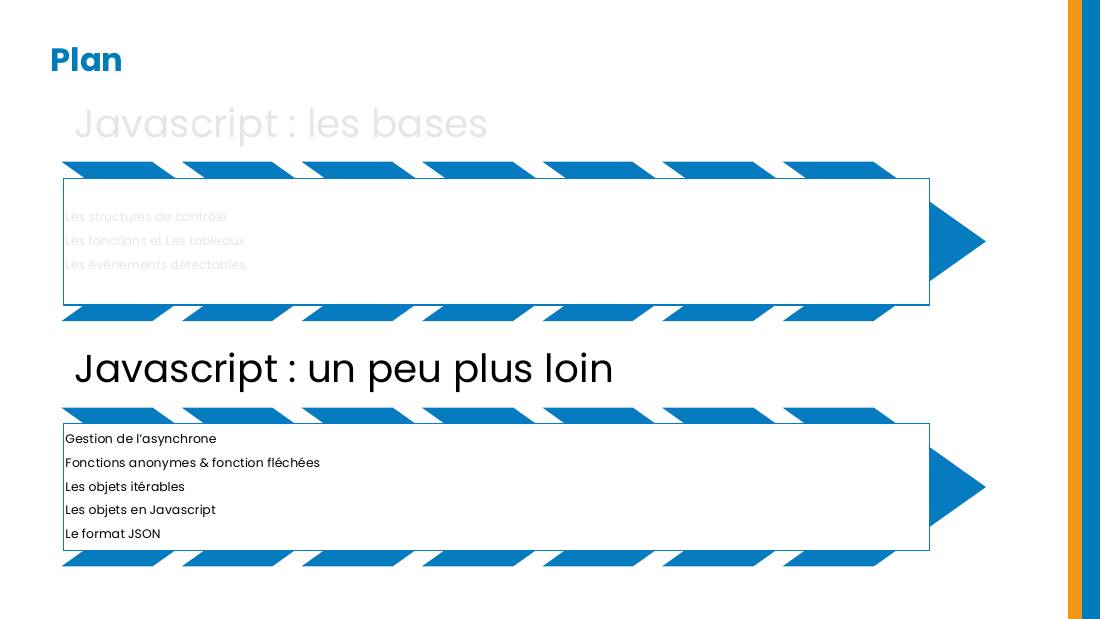 Plan
Javascript : les bases
Les structures de contrôle
Les fonctions et Les tableaux
Les évènements détectables
Javascript : un peu plus loin
Gestion de l’asynchrone
Fonctions anonymes & fonction fléchées
Les objets itérables
Les objets en Javascript
Le format JSON